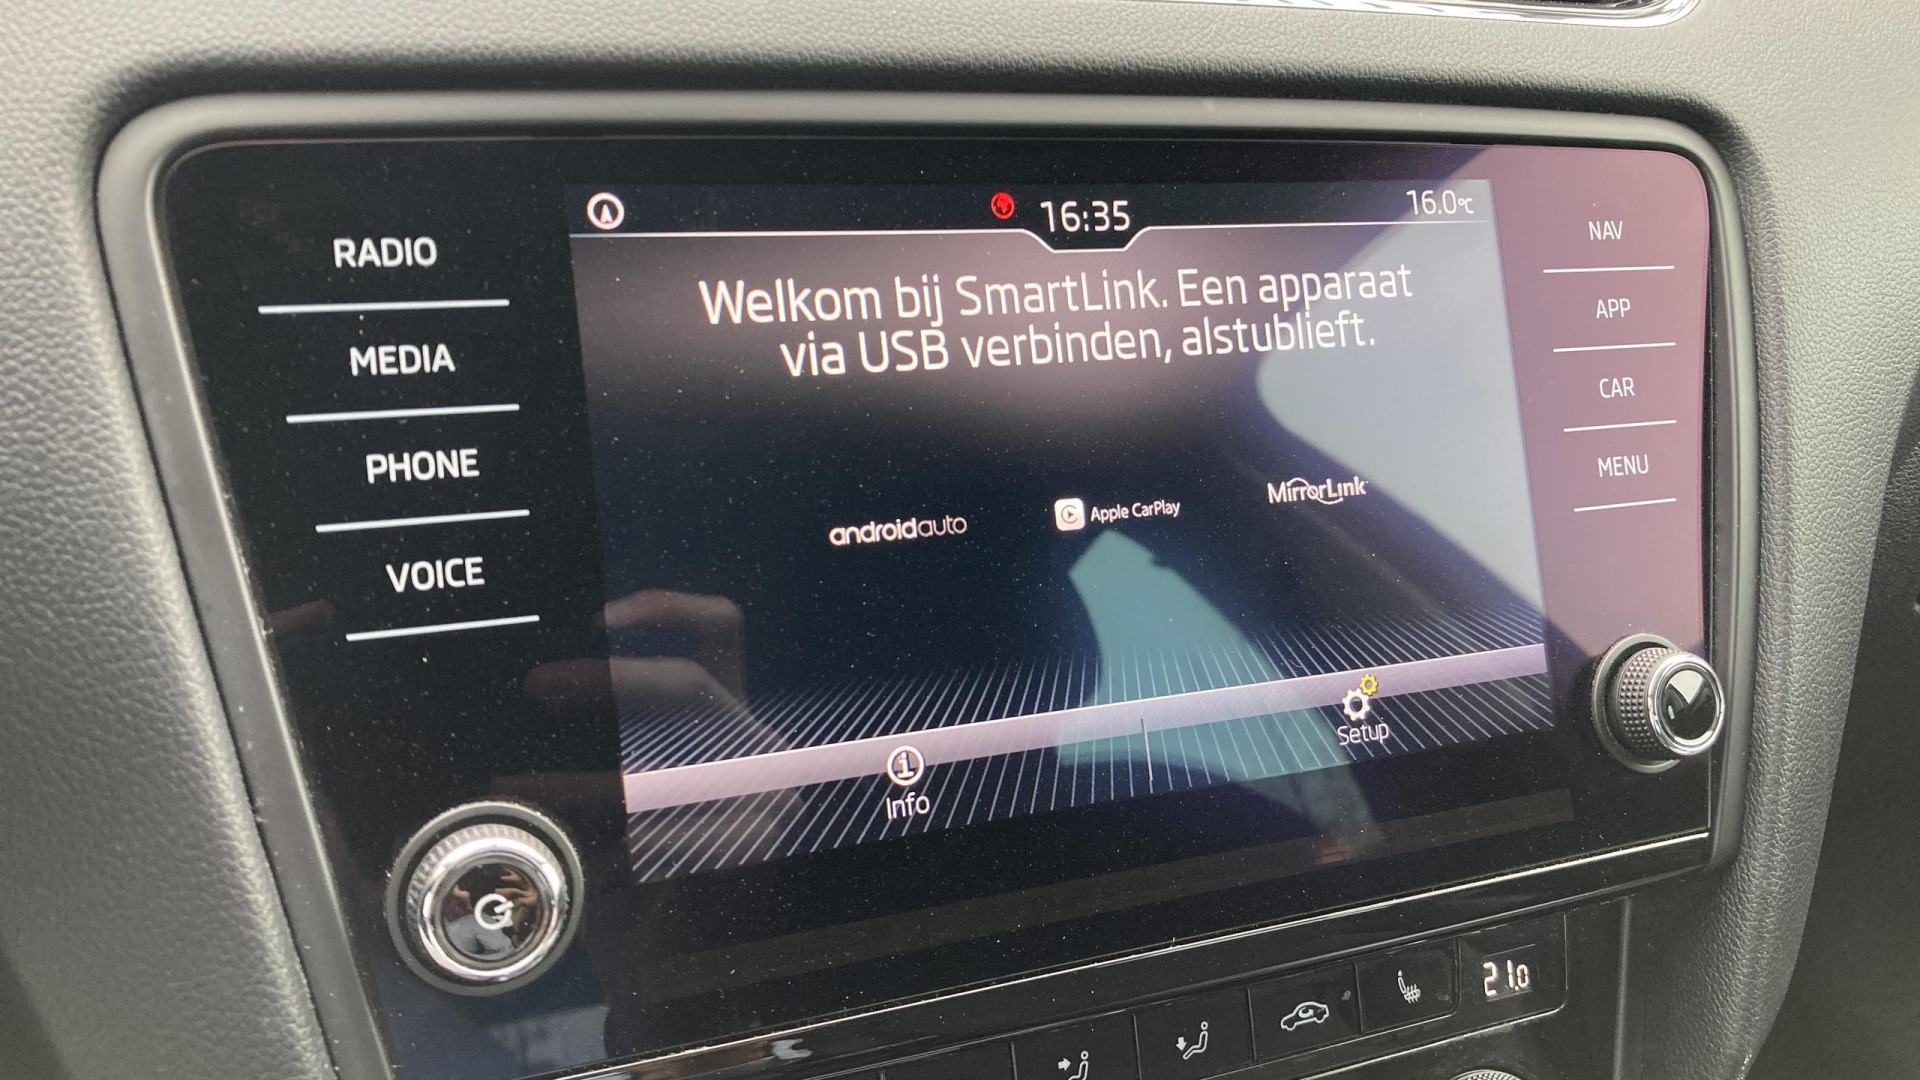 RADIO
MEDIA
PHONE
VOICE
16:35
16.0°C
Welkom bij SmartLink. Een apparaat
via USB verbinden, alstublieft.
androidauto
Apple CarPlay
MirrorLink
Info
Setup
NAV
APP
CAR
MENU
21.0